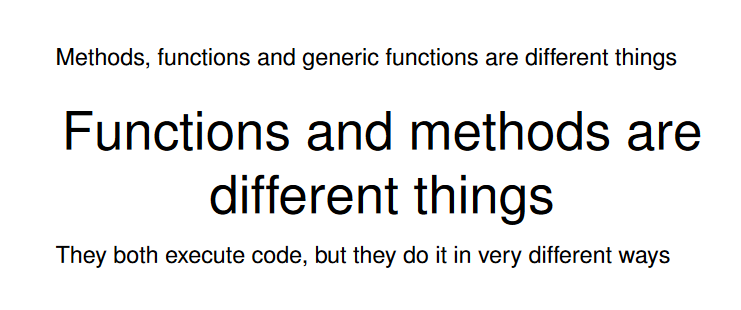 Methods, functions and generic functions are different things
Functions and methods are
different things
They both execute code, but they do it in very different ways